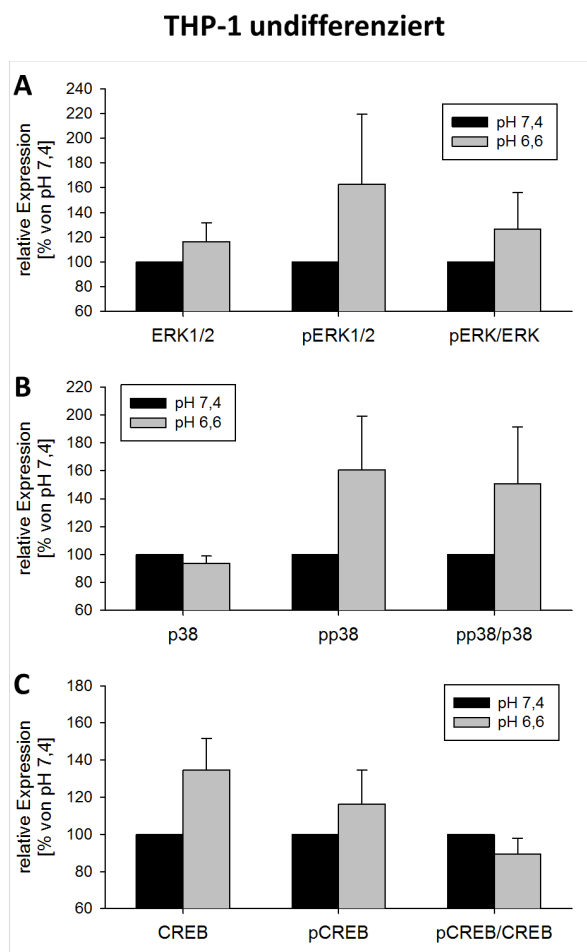 THP-1 undifferenziert
A
relative Expression
[% von pH 7,4]
240
220
200
180
160
140
120
100
80
60
pH 7,4
pH 6,6
ERK1/2 pERK1/2 pERK/ERK
B
relative Expression
[% von pH 7,4]
220
200
180
160
140
120
100
80
60
pH 7,4
pH 6,6
p38 pp38 pp38/p38
C
relative Expression
[% von pH 7,4]
180
160
140
120
100
80
60
pH 7,4
pH 6,6
CREB pCREB pCREB/CREB